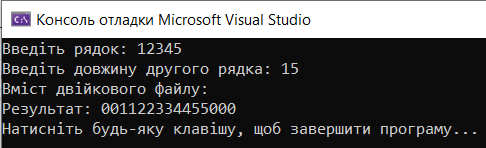 Консоль отладки Microsoft Visual Studio
Введіть рядок: 12345
Введіть довжину другого рядка: 15
Вміст двійкового файлу:
Результат: 001122334455000
Натисніть будь-яку клавішу, щоб завершити програму...